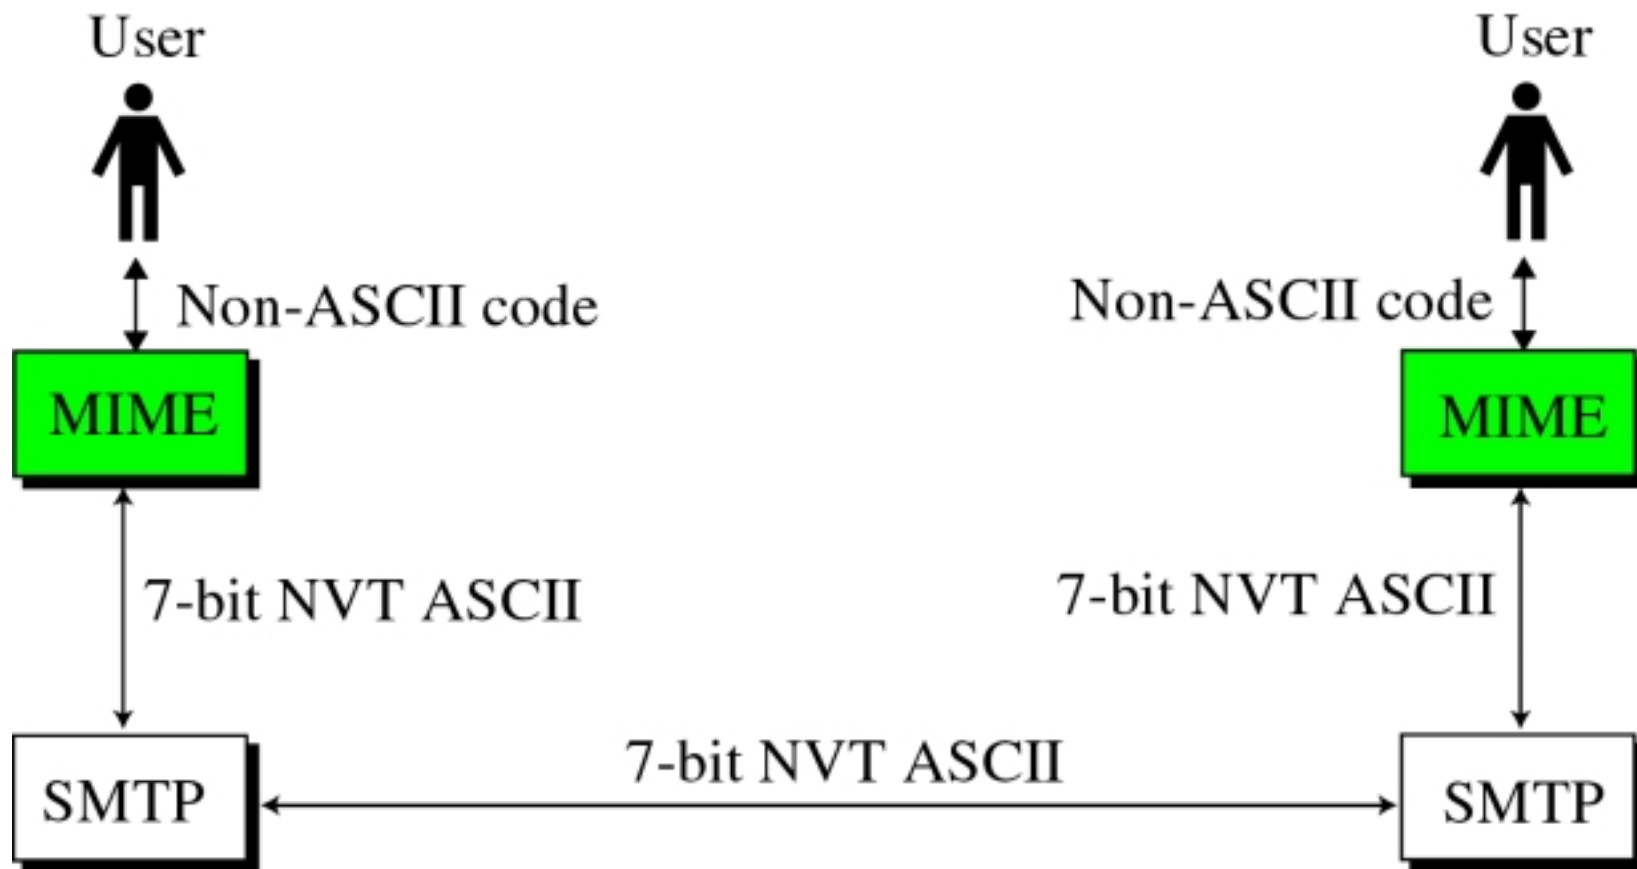 User
User
Non-ASCII code
Non-ASCII code
MIME
MIME
7-bit NVT ASCII
7-bit NVT ASCII
7-bit NVT ASCII
SMTP
SMTP